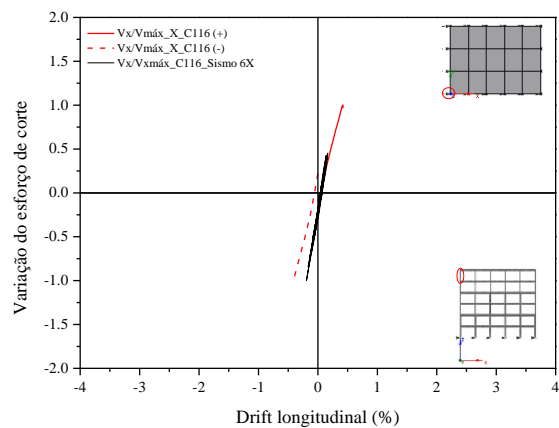 Vx/Vmáx_X_C116 (+)
Vx/Vmáx_X_C116 (-)
Vx/Vxmáx_C116_Sismo 6X
2.0
1.5
1.0
0.5
0.0
-0.5
-1.0
-1.5
-2.0
Variação do esforço de corte
-4 -3 -2 -1 0 1 2 3 4
Drift longitudinal (%)